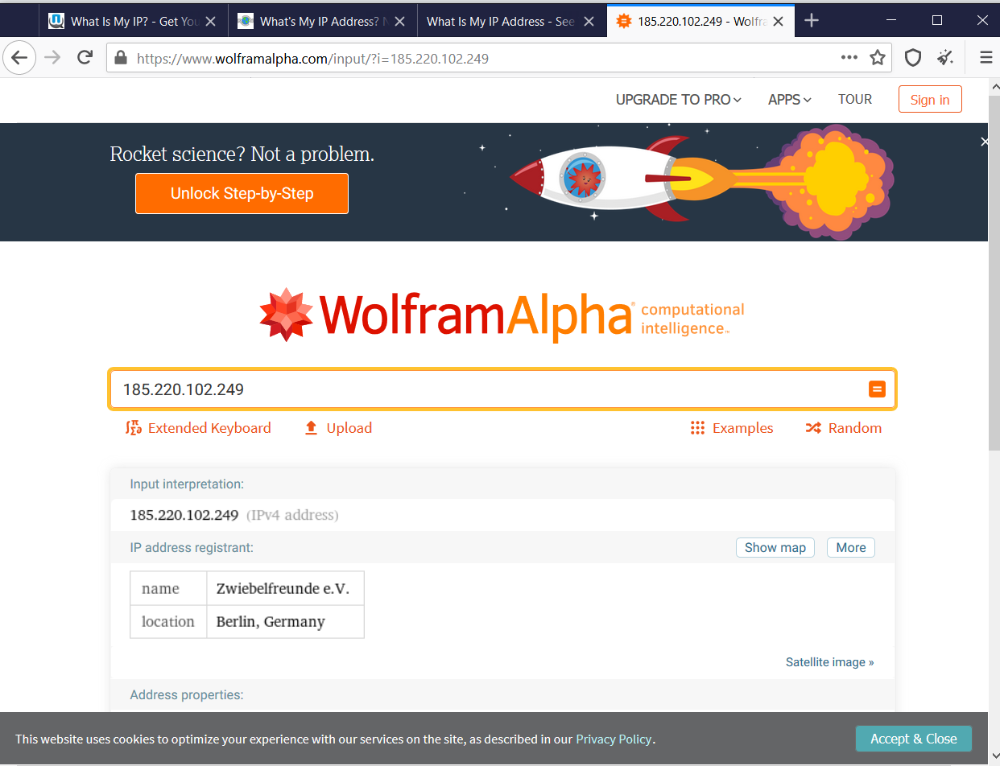 What Is My IP? - Get You
What's My IP Address? N
What Is My IP Address - See
185.220.102.249 - Wolfra
https://www.wolframalpha.com/input/?i=185.220.102.249
UPGRADE TO PRO
APPS
TOUR
Sign in
Rocket science? Not a problem.
Unlock Step-by-Step
WolframAlpha® computational
intelligence™
185.220.102.249
Extended Keyboard
Upload
Examples
Random
Input interpretation:
185.220.102.249 (IPv4 address)
IP address registrant:
Show map
More
name Zwiebelfreunde e.V.
location Berlin, Germany
Satellite image »
Address properties:
This website uses cookies to optimize your experience with our services on the site, as described in our Privacy Policy.
Accept & Close